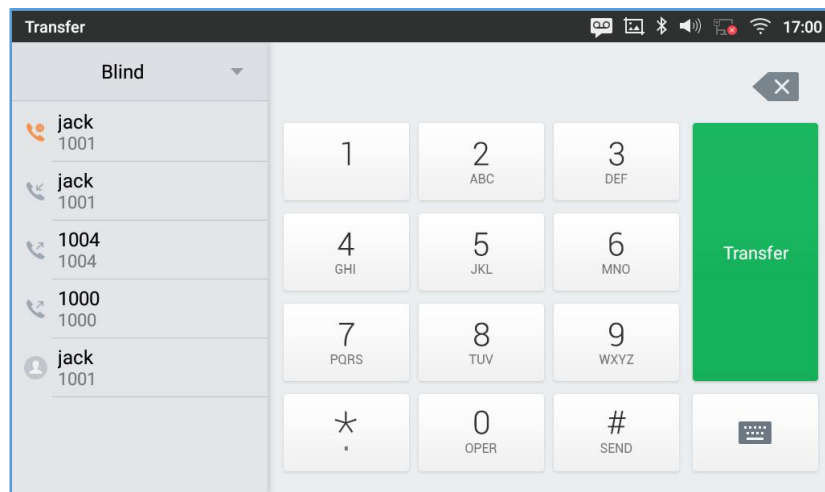 Transfer 17:00
Blind
jack
1001
jack
1001
1004
1004
1000
1000
jack
1001
1 2 3
ABC DEF
4 5 6 Transfer
GHI JKL MNO
7 8 9
PQRS TUV WXYZ
* 0 #
. OPER SEND